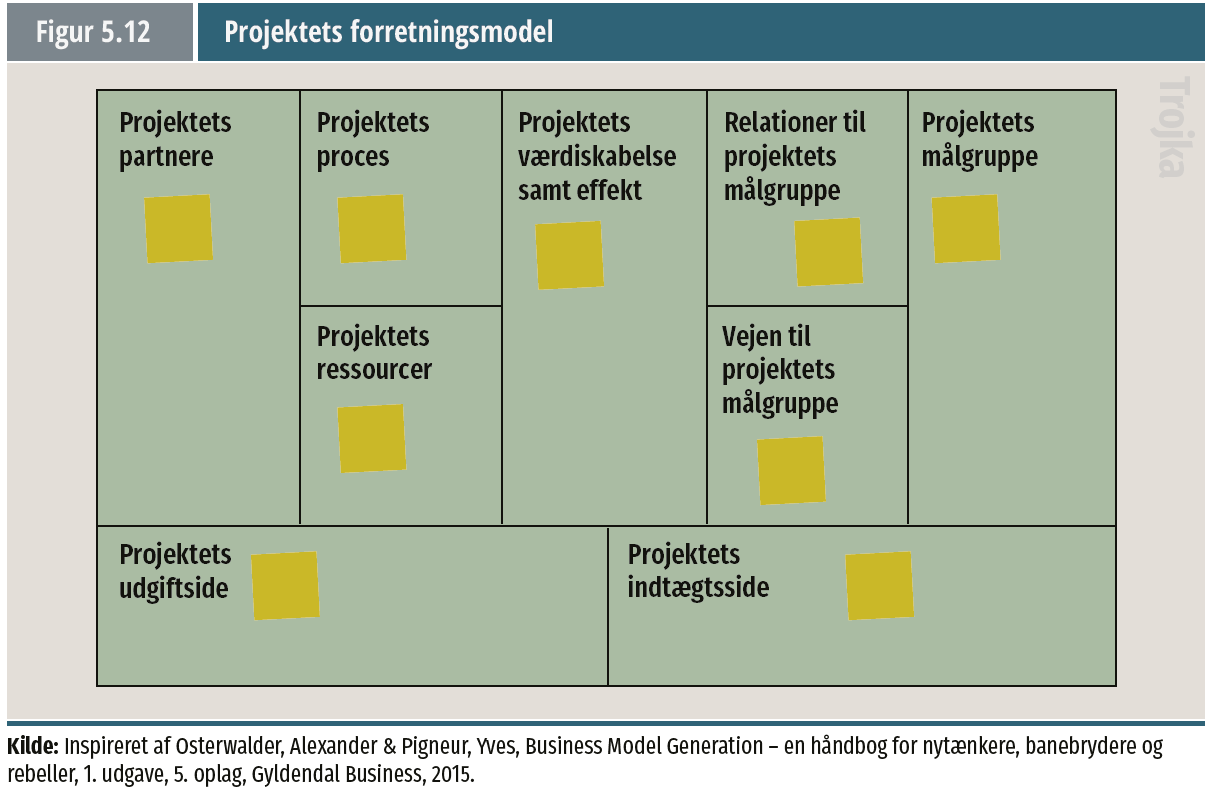 Figur 5.12
Projektets forretningsmodel
Trojka
Projektets
partnere
Projektets
proces
Projektets
ressourcer
Projektets
værdiskabelse
samt effekt
Relationer til
projektets
målgruppe
Vejen til
projektets
målgruppe
Projektets
målgruppe
Projektets
udgiftside
Projektets
indtægtsside
Kilde: Inspireret af Osterwalder, Alexander & Pigneur, Yves, Business Model Generation – en håndbog for nytænkere, banebrydere og
rebeller, 1. udgave, 5. oplag, Gyldendal Business, 2015.